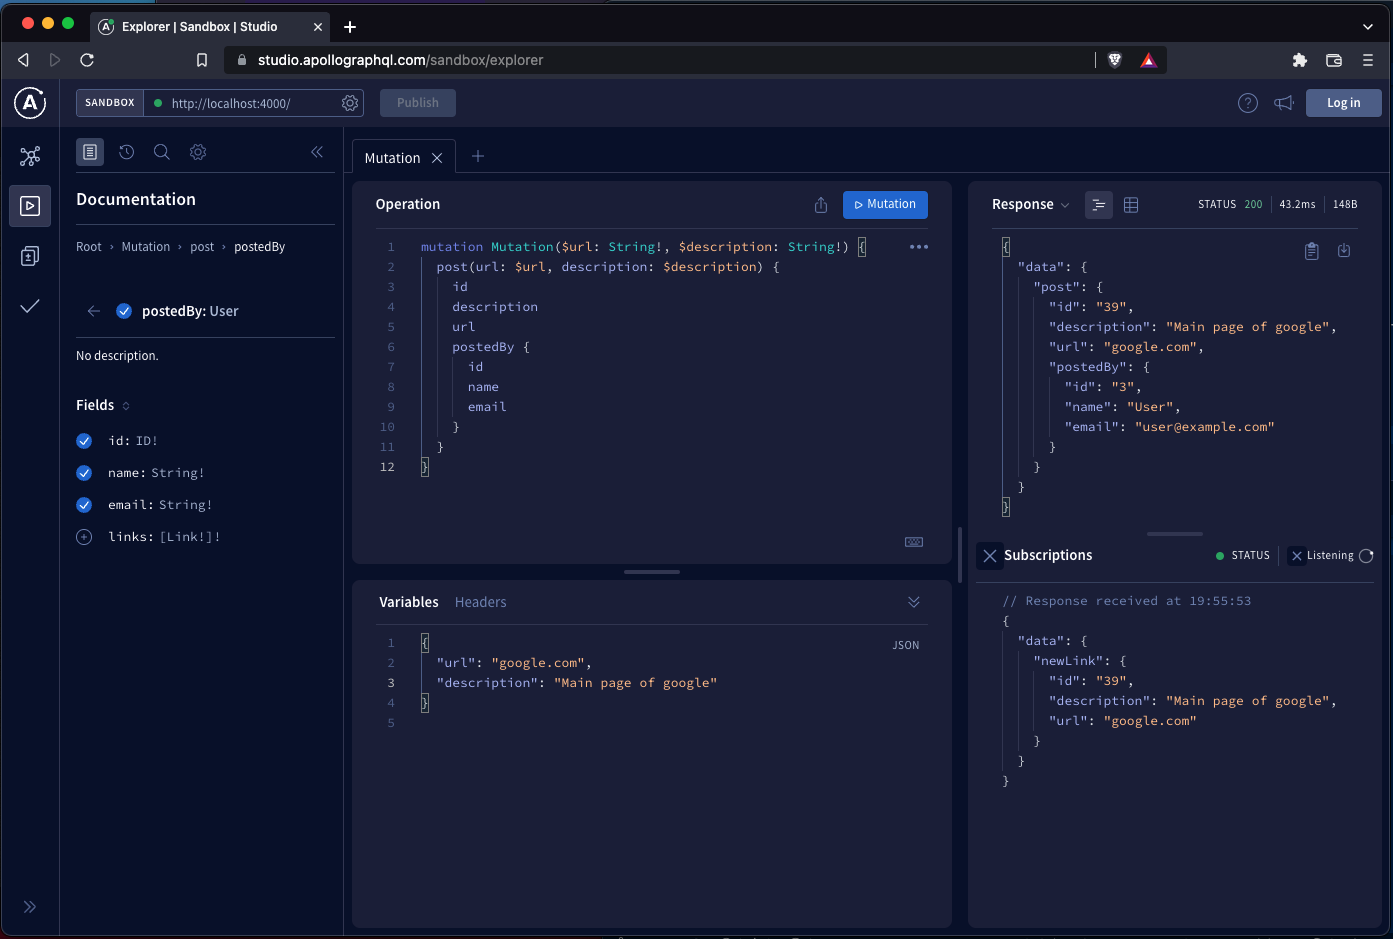 Explorer | Sandbox | Studio
studio.apollographql.com/sandbox/explorer
SANDBOX http://localhost:4000/ Publish Log in
Documentation
Root › Mutation › post › postedBy
postedBy: User
No description.
Fields
id: ID!
name: String!
email: String!
links: [Link!]!
Mutation
Operation
Mutation
1 mutation Mutation($url: String!, $description: String!) {
2 post(url: $url, description: $description) {
3 id
4 description
5 url
6 postedBy {
7 id
8 name
9 email
10 }
11 }
12 }
Variables Headers
JSON
1 {
2 "url": "google.com",
3 "description": "Main page of google"
4 }
5
Response STATUS 200 43.2ms 148B
{
"data": {
"post": {
"id": "39",
"description": "Main page of google",
"url": "google.com",
"postedBy": {
"id": "3",
"name": "User",
"email": "user@example.com"
}
}
}
}
Subscriptions STATUS Listening
// Response received at 19:55:53
{
"data": {
"newLink": {
"id": "39",
"description": "Main page of google",
"url": "google.com"
}
}
}